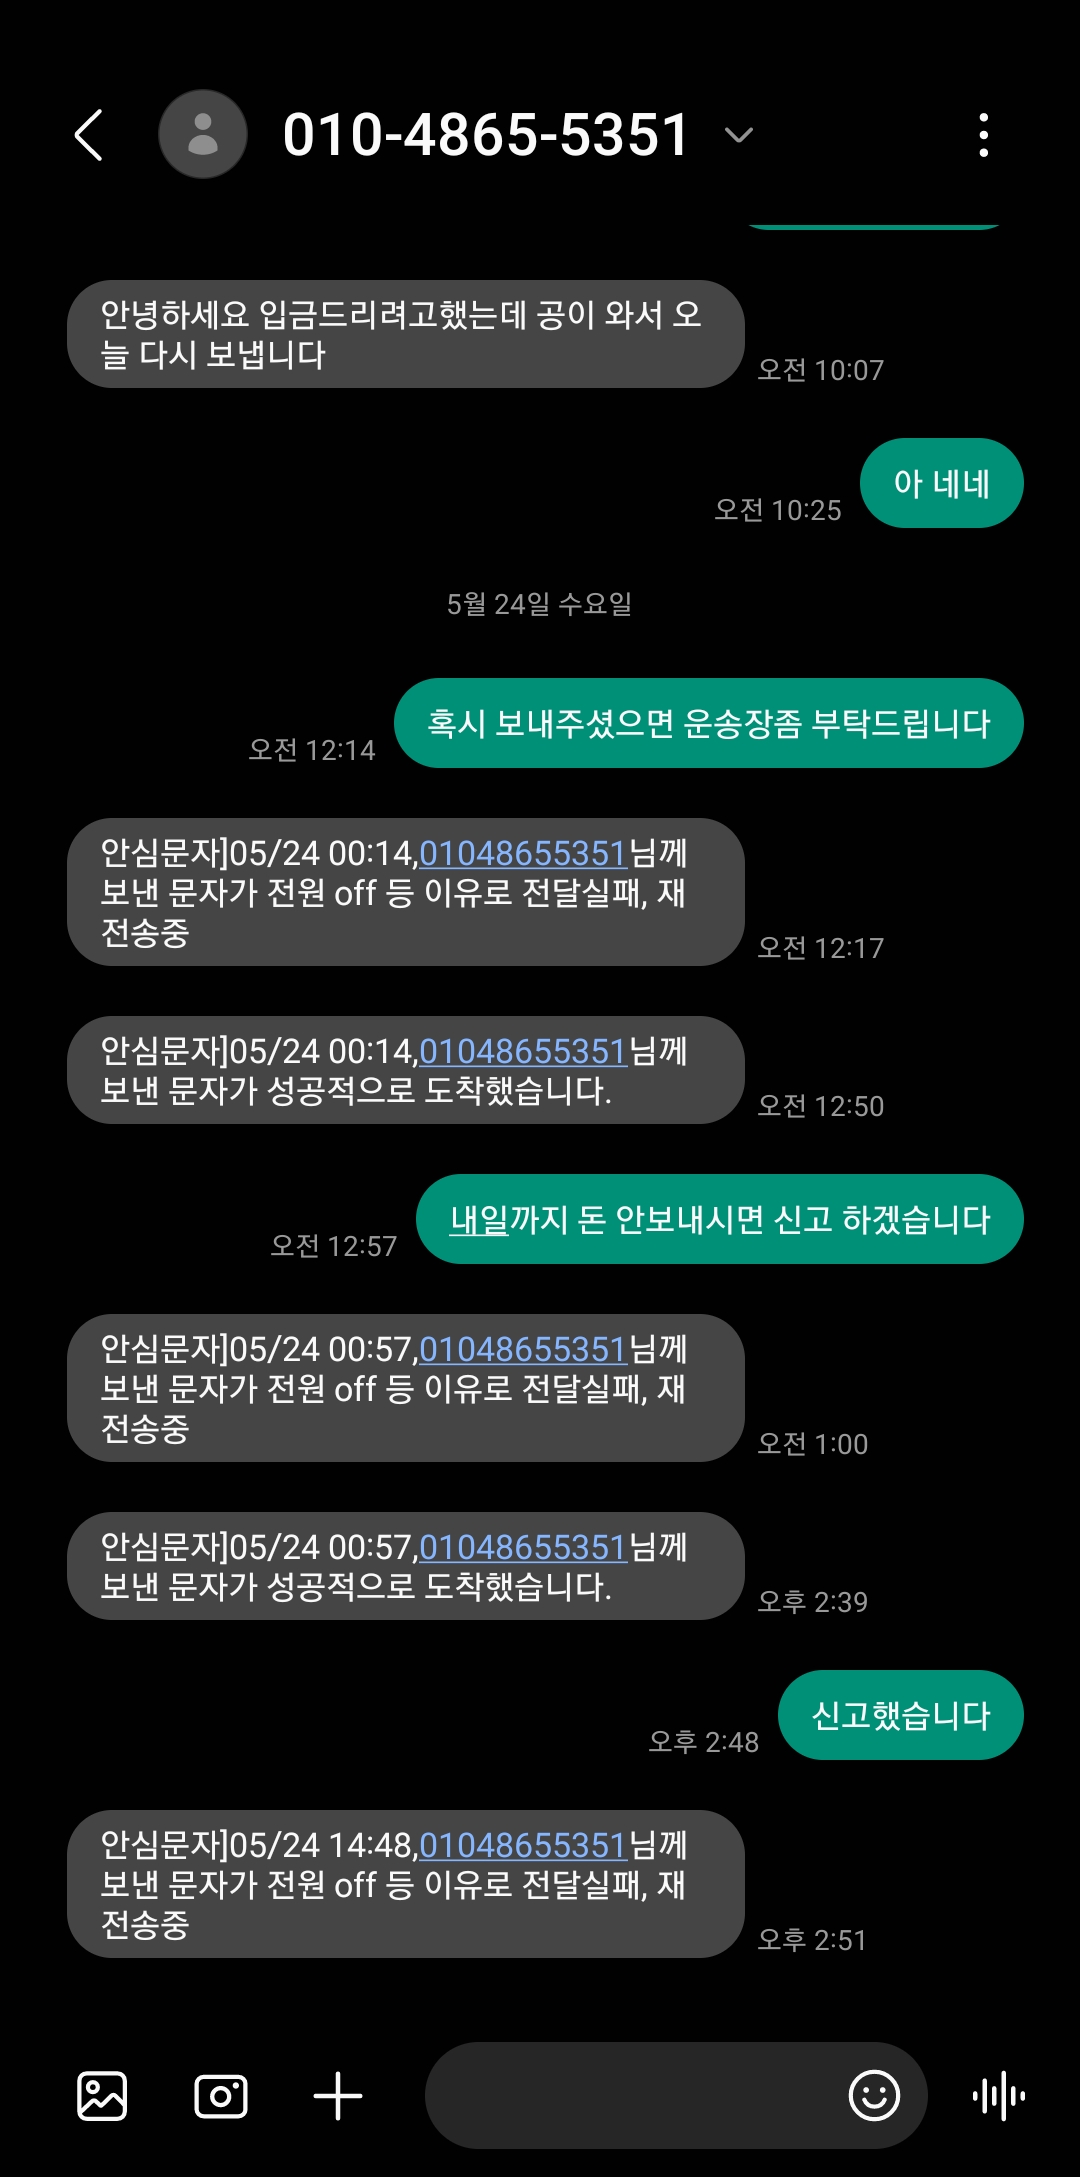 010-4865-5351
안녕하세요 입금드리려고했는데 공이 와서 오
늘 다시 보냅니다
오전 10:07
아 네네
오전 10:25
5월 24일 수요일
혹시 보내주셨으면 운송장좀 부탁드립니다
오전 12:14
안심문자]05/24 00:14,01048655351님께
보낸 문자가 전원 off 등 이유로 전달실패, 재
전송중
오전 12:17
안심문자]05/24 00:14,01048655351님께
보낸 문자가 성공적으로 도착했습니다.
오전 12:50
내일까지 돈 안보내시면 신고 하겠습니다
오전 12:57
안심문자]05/24 00:57,01048655351님께
보낸 문자가 전원 off 등 이유로 전달실패, 재
전송중
오전 1:00
안심문자]05/24 00:57,01048655351님께
보낸 문자가 성공적으로 도착했습니다.
오후 2:39
신고했습니다
오후 2:48
안심문자]05/24 14:48,01048655351님께
보낸 문자가 전원 off 등 이유로 전달실패, 재
전송중
오후 2:51